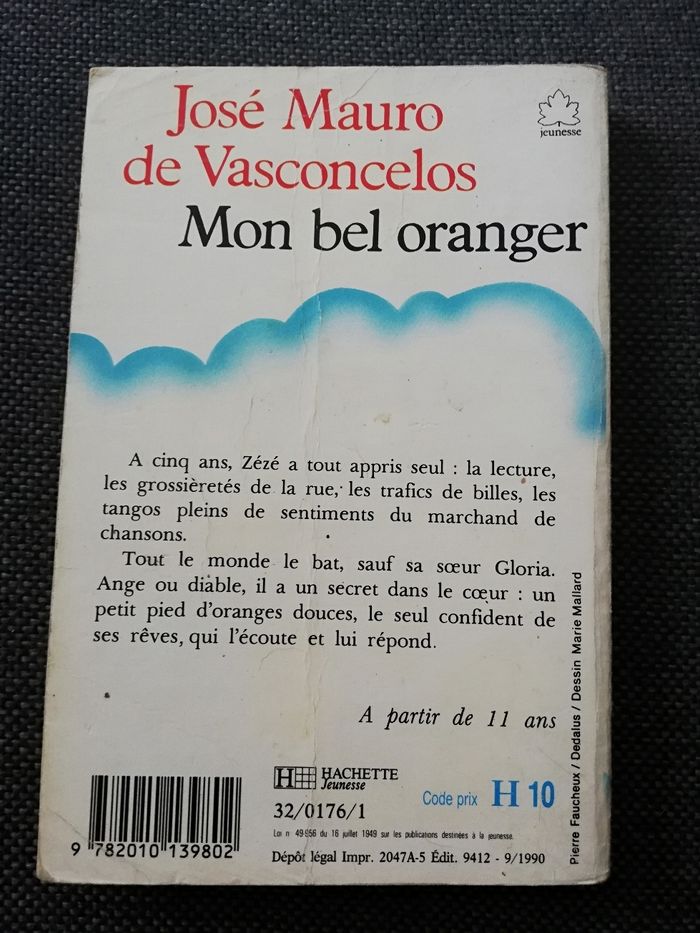 José Mauro
de Vasconcelos
Mon bel oranger
jeunesse
A cinq ans, Zézé a tout appris seul : la lecture,
les grossièretés de la rue, les trafics de billes, les
tangos pleins de sentiments du marchand de
chansons.
Tout le monde le bat, sauf sa sœur Gloria.
Ange ou diable, il a un secret dans le cœur : un
petit pied d'oranges douces, le seul confident de
ses rêves, qui l'écoute et lui répond.
A partir de 11 ans
Pierre Faucheux / Dedalus / Dessin Marie Mallard
H HACHETTE
Jeunesse
32/0176/1
Code prix H 10
Loi n° 49 956 du 16 juillet 1949 sur les publications destinées à la jeunesse.
Dépôt légal Impr. 2047A-5 Édit. 9412 - 9/1990
9 782010 139802